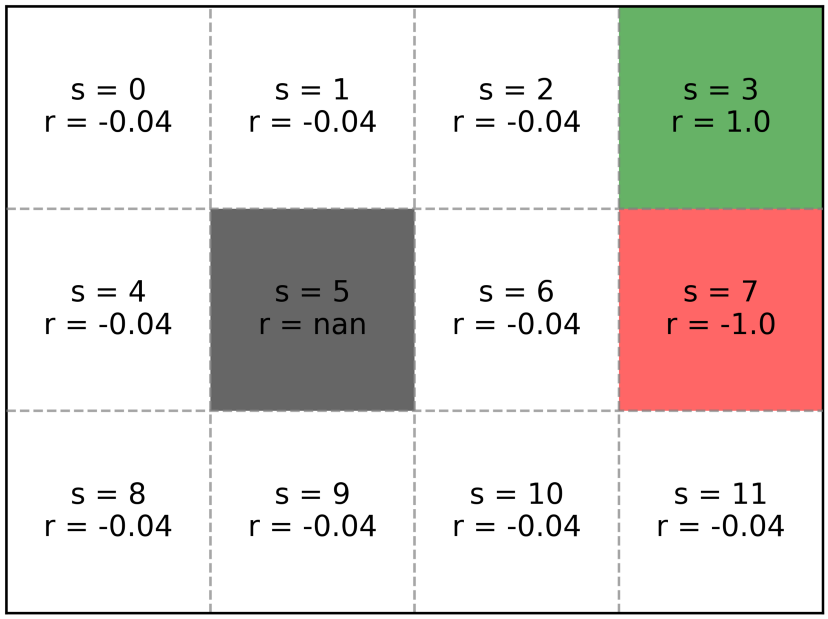 s = 0
r = -0.04
s = 1
r = -0.04
s = 2
r = -0.04
s = 3
r = 1.0
s = 4
r = -0.04
s = 5
r = nan
s = 6
r = -0.04
s = 7
r = -1.0
s = 8
r = -0.04
s = 9
r = -0.04
s = 10
r = -0.04
s = 11
r = -0.04